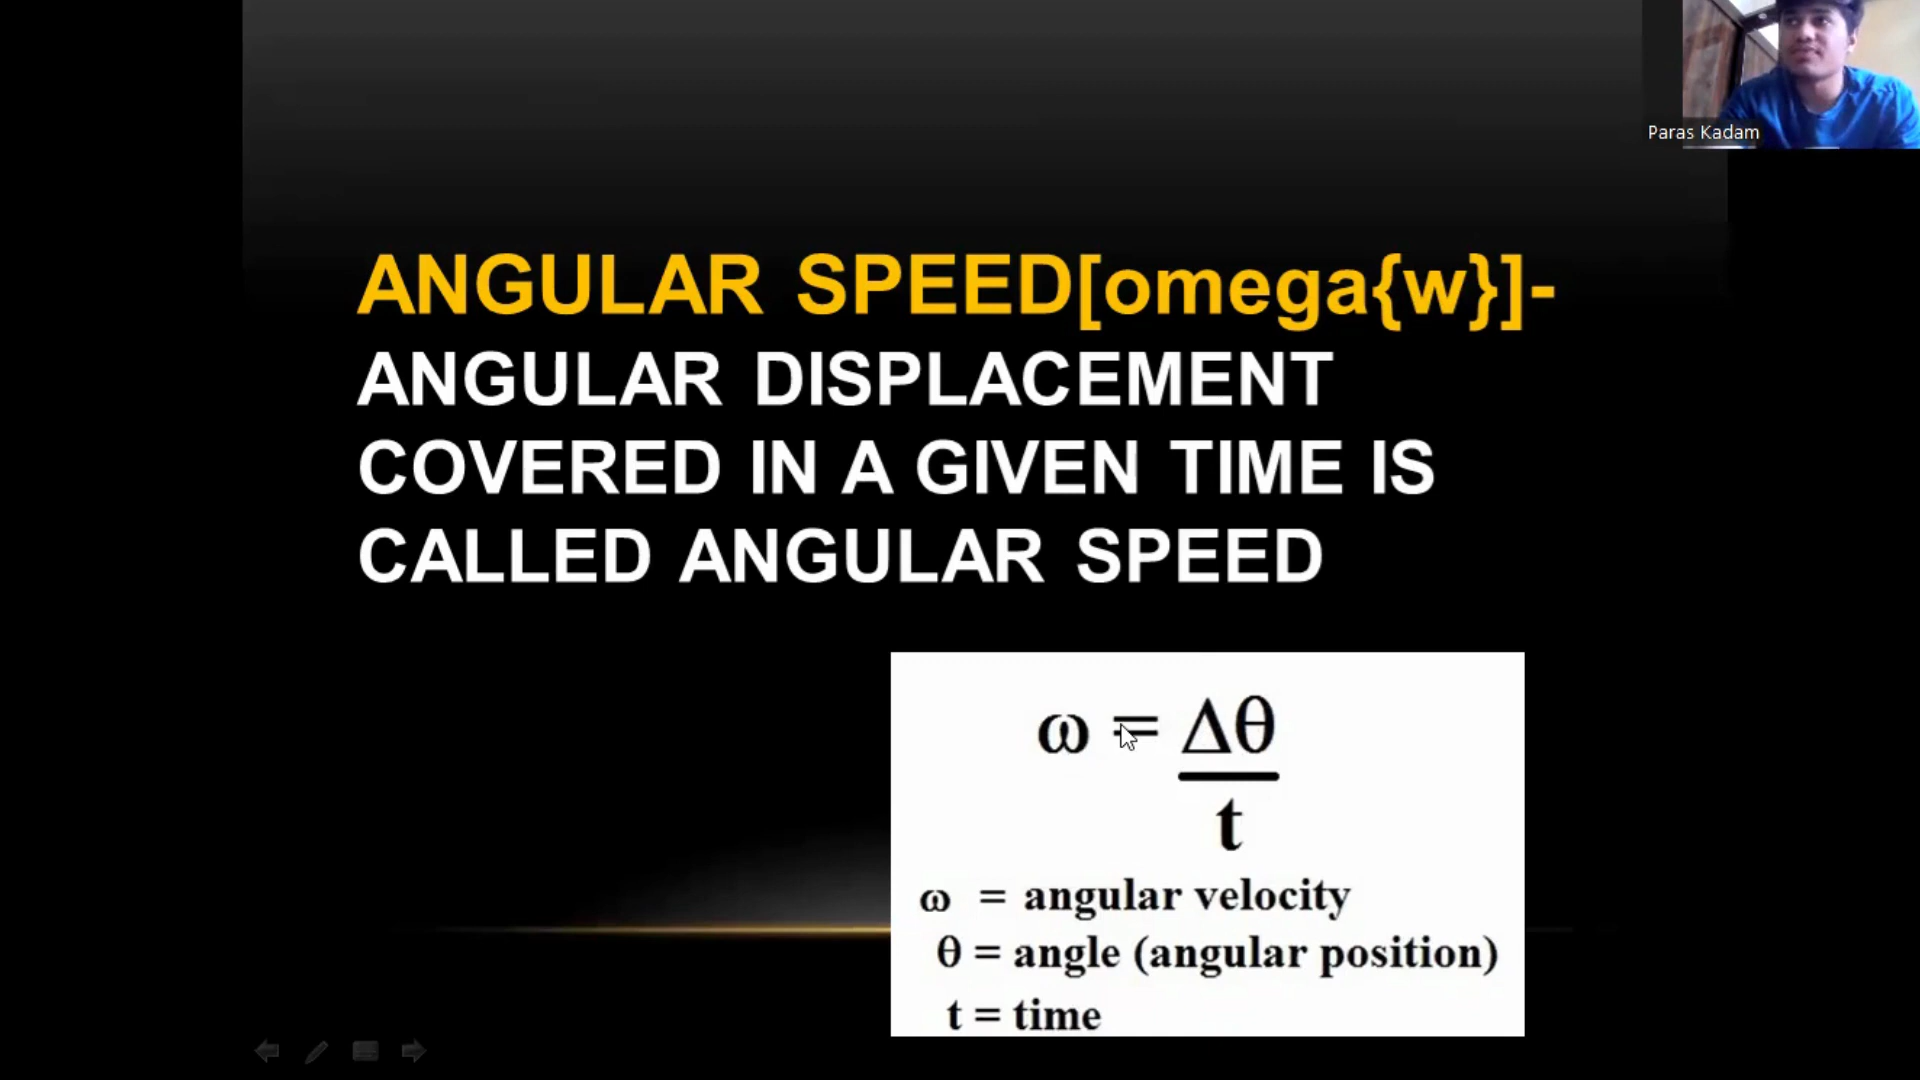 Paras Kadam
ANGULAR SPEED[omega{w}]-
ANGULAR DISPLACEMENT
COVERED IN A GIVEN TIME IS
CALLED ANGULAR SPEED
ω = Δθ
t
ω = angular velocity
θ = angle (angular position)
t = time